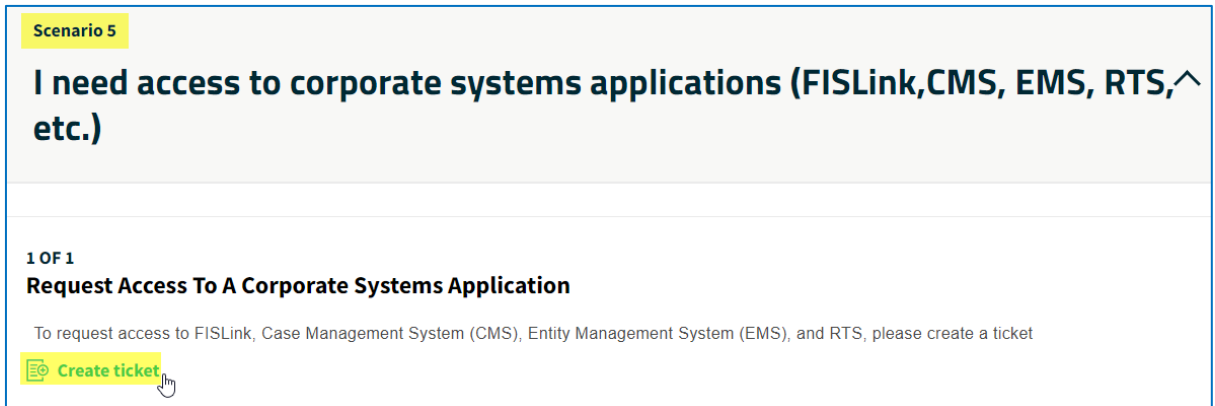 Scenario 5
I need access to corporate systems applications (FISLink,CMS, EMS, RTS,
etc.)
1 OF 1
Request Access To A Corporate Systems Application
To request access to FISLink, Case Management System (CMS), Entity Management System (EMS), and RTS, please create a ticket
Create ticket